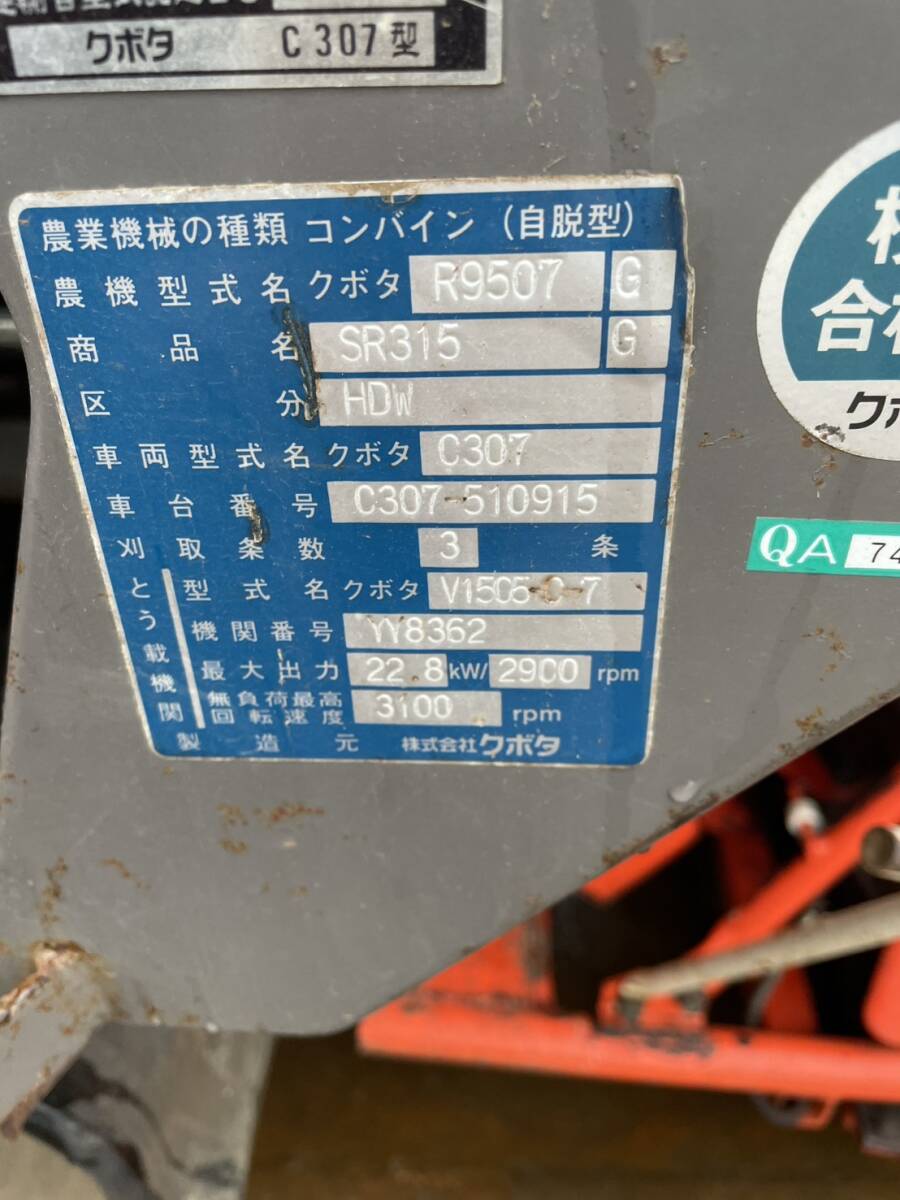 クボタ C307型
農業機械の種類 コンバイン (自脱型)
農機型式名 クボタ R9507 G
商品名 SR315 G
区分 HDW
車両型式名 クボタ C307
車台番号 C307-510915
刈取条数 3 条
とう載機関
型式名 クボタ V1505-C-7
機関番号 YY8362
最大出力 22.8 kW/ 2900 rpm
無負荷最高回転速度 3100 rpm
製造元 株式会社クボタ
合
クボ
QA 74